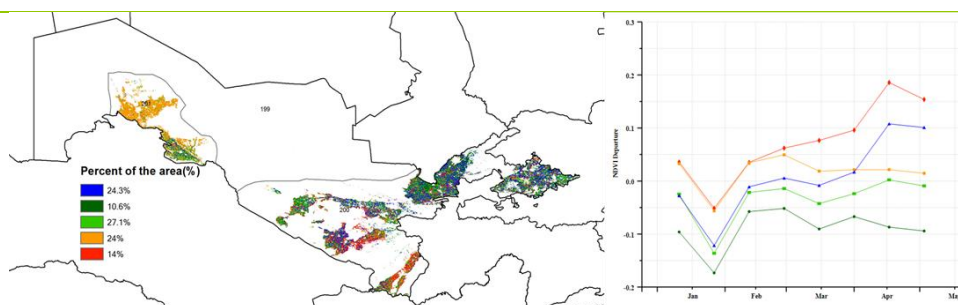 199
200
Percent of the area(%)
24.3%
10.6%
27.1%
24%
14%
NDVI Departure
0.3
0.2
0.1
0.0
-0.1
-0.2
Jan
Feb
Mar
Apr